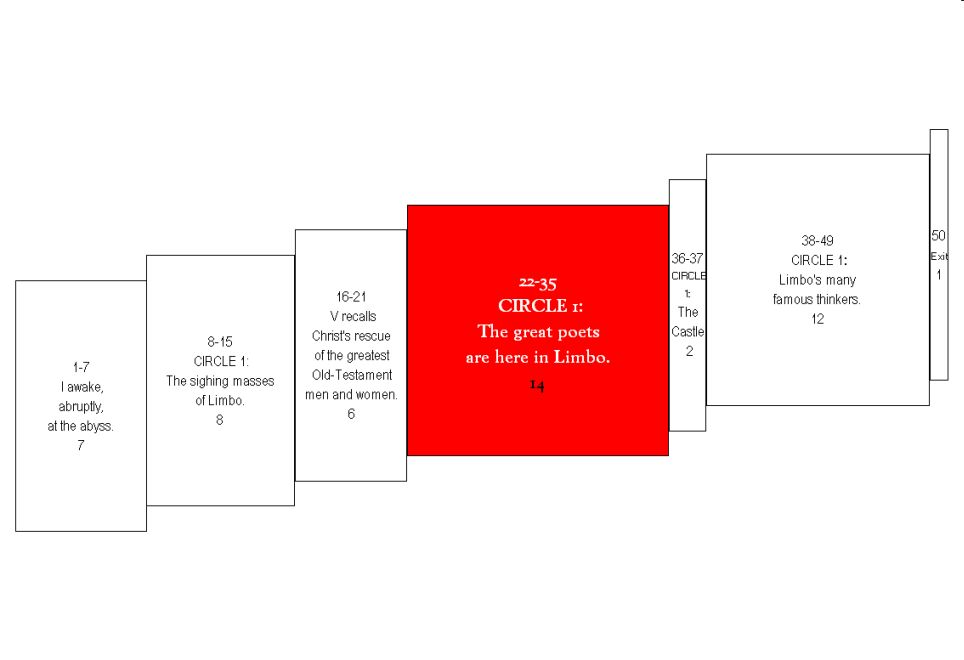 1-7
I awake,
abruptly,
at the abyss.
7
8-15
CIRCLE 1:
The sighing masses
of Limbo.
8
16-21
V recalls
Christ's rescue
of the greatest
Old-Testament
men and women.
6
22-35
CIRCLE 1:
The great poets
are here in Limbo.
14
36-37
CIRCLE
1:
The
Castle
2
38-49
CIRCLE 1:
Limbo's many
famous thinkers.
12
50
Exit
1